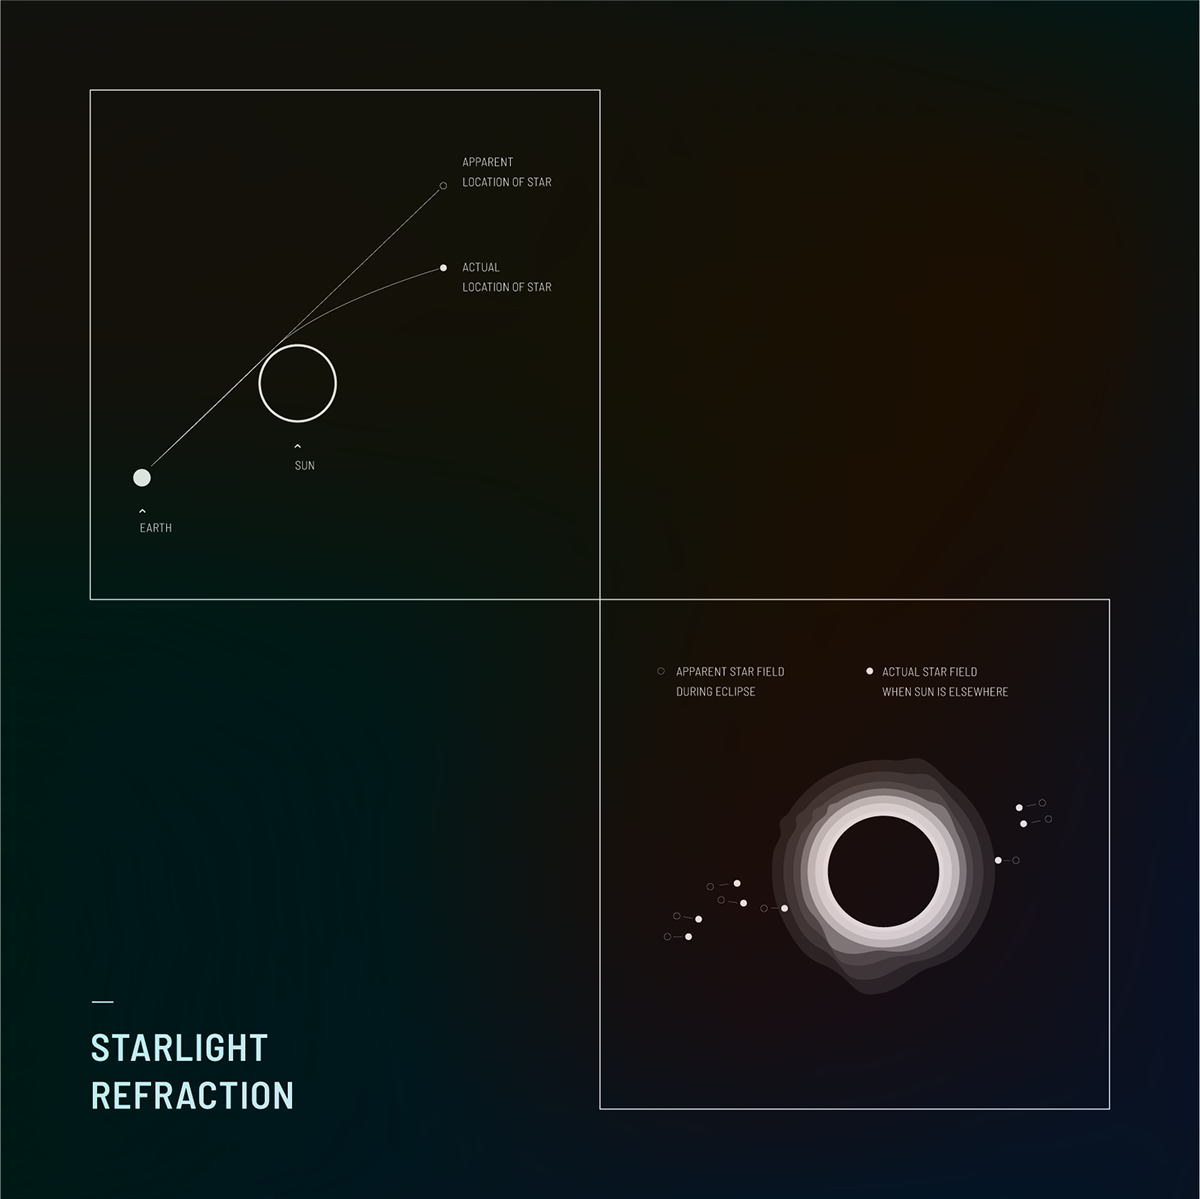 APPARENT
LOCATION OF STAR
ACTUAL
LOCATION OF STAR
SUN
EARTH
APPARENT STAR FIELD
DURING ECLIPSE
ACTUAL STAR FIELD
WHEN SUN IS ELSEWHERE
STARLIGHT
REFRACTION